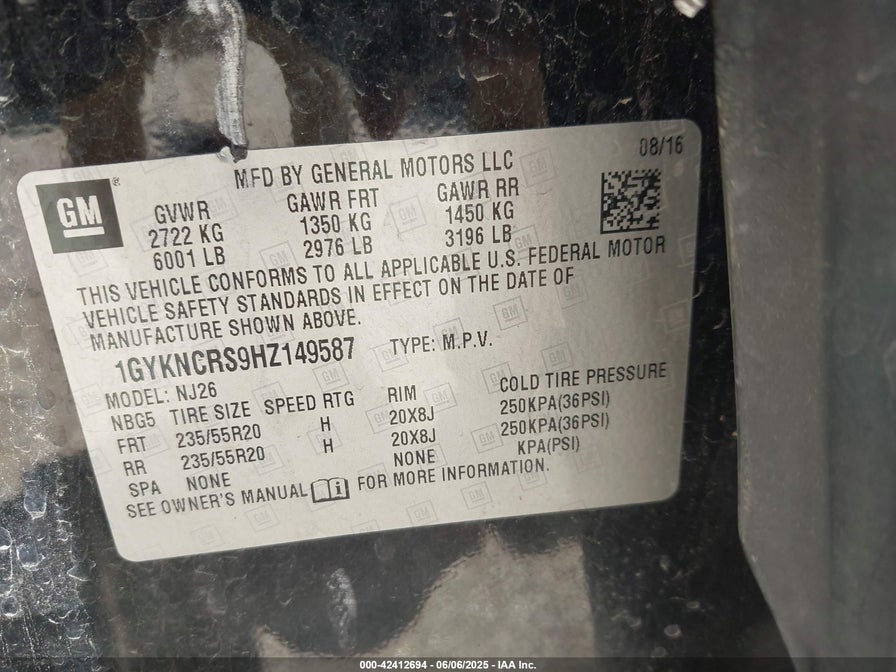 08/16
MFD BY GENERAL MOTORS LLC
GM
GVWR GAWR FRT GAWR RR
2722 KG 1350 KG 1450 KG
6001 LB 2976 LB 3196 LB
THIS VEHICLE CONFORMS TO ALL APPLICABLE U.S. FEDERAL MOTOR
VEHICLE SAFETY STANDARDS IN EFFECT ON THE DATE OF
MANUFACTURE SHOWN ABOVE.
1GYKNCRS9HZ149587 TYPE: M.P.V.
MODEL: NJ26
NBG5 TIRE SIZE SPEED RTG RIM COLD TIRE PRESSURE
FRT 235/55R20 H 20X8J 250KPA(36PSI)
RR 235/55R20 H 20X8J 250KPA(36PSI)
SPA NONE NONE KPA(PSI)
SEE OWNER'S MANUAL FOR MORE INFORMATION.
000-42412694 - 06/06/2025 - IAA Inc.